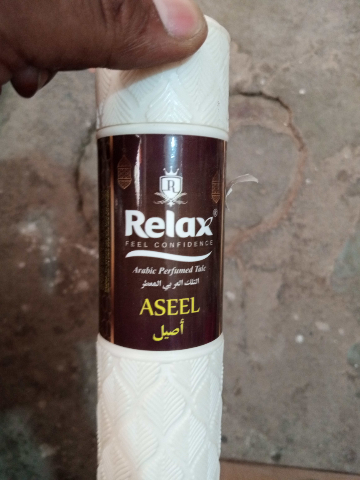 R
Relax
FEEL CONFIDENCE
Arabic Perfumed Talc
التلك العربي المعطر
ASEEL
أصيل